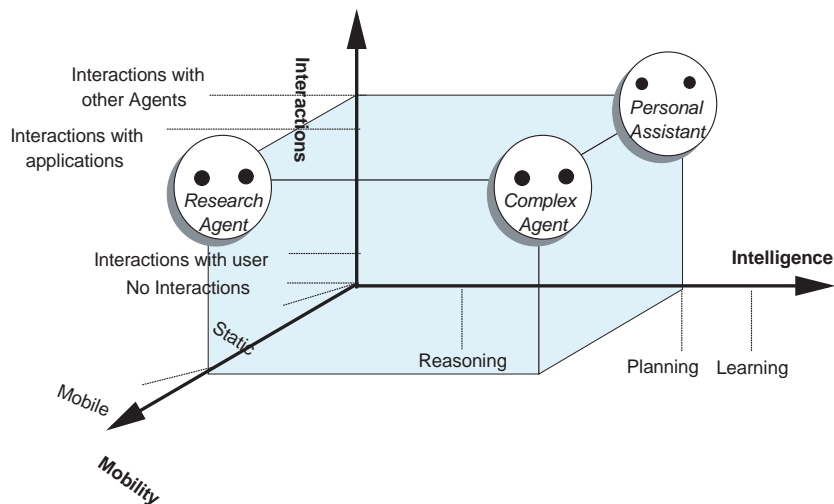 Interactions with
other Agents
Interactions
Personal
Assistant
Interactions with
applications
Research
Agent
Complex
Agent
Interactions with user
No Interactions
Intelligence
Static
Reasoning
Planning
Learning
Mobile
Mobility